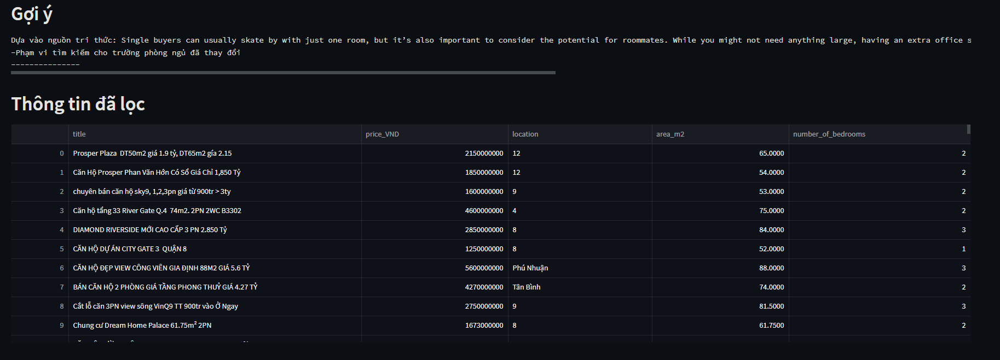 Gợi ý
Dựa vào nguồn tri thức: Single buyers can usually skate by with just one room, but it’s also important to consider the potential for roommates. While you might not need anything large, having an extra office s
-Phạm vi tìm kiếm cho trường phòng ngủ đã thay đổi
---------------
Thông tin đã lọc
title price_VND location area_m2 number_of_bedrooms
0 Prosper Plaza DT50m2 giá 1.9 tỷ, DT65m2 gía 2.15 2150000000 12 65.0000 2
1 Căn Hộ Prosper Phan Văn Hớn Có Sổ Giá Chỉ 1,850 Tỷ 1850000000 12 54.0000 2
2 chuyên bán căn hộ sky9, 1,2,3pn giá từ 900tr > 3ty 1600000000 9 53.0000 2
3 Căn hộ tầng 33 River Gate Q.4 74m2. 2PN 2WC B3302 4600000000 4 75.0000 2
4 DIAMOND RIVERSIDE MỚI CAO CẤP 3 PN 2.850 Tỷ 2850000000 8 84.0000 3
5 CĂN HỘ DỰ ÁN CITY GATE 3 QUẬN 8 1250000000 8 52.0000 1
6 CĂN HỘ ĐẸP VIEW CÔNG VIÊN GIA ĐỊNH 88M2 GIÁ 5.6 TỶ 5600000000 Phú Nhuận 88.0000 3
7 BÁN CĂN HỘ 2 PHÒNG GIÁ TẦNG PHONG THUỶ GIÁ 4.27 TỶ 4270000000 Tân Bình 74.0000 2
8 Cắt lỗ căn 3PN view sông VinQ9 TT 900tr vào Ở Ngay 2750000000 9 81.5000 3
9 Chung cư Dream Home Palace 61.75m² 2PN 1673000000 8 61.7500 2